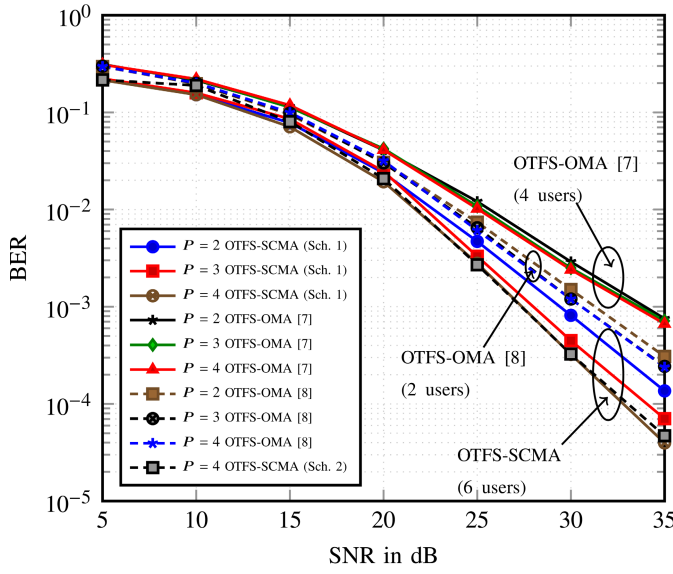 10^0
10^{-1}
10^{-2}
10^{-3}
10^{-4}
10^{-5}
BER
OTFS-OMA [7]
(4 users)
P = 2 OTFS-SCMA (Sch. 1)
P = 3 OTFS-SCMA (Sch. 1)
P = 4 OTFS-SCMA (Sch. 1)
P = 2 OTFS-OMA [7]
P = 3 OTFS-OMA [7]
P = 4 OTFS-OMA [7]
P = 2 OTFS-OMA [8]
P = 3 OTFS-OMA [8]
P = 4 OTFS-OMA [8]
P = 4 OTFS-SCMA (Sch. 2)
OTFS-OMA [8]
(2 users)
OTFS-SCMA
(6 users)
5 10 15 20 25 30 35
SNR in dB